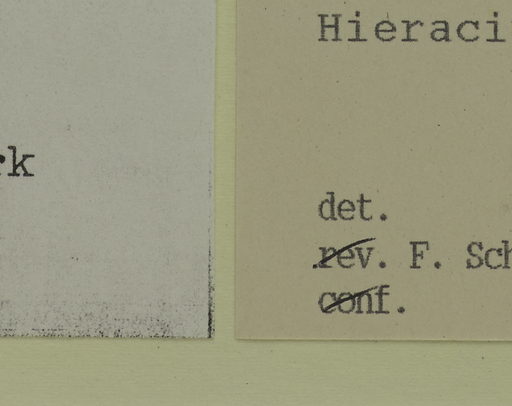 rk
Hieraci
det.
rev. F. Sch
conf.